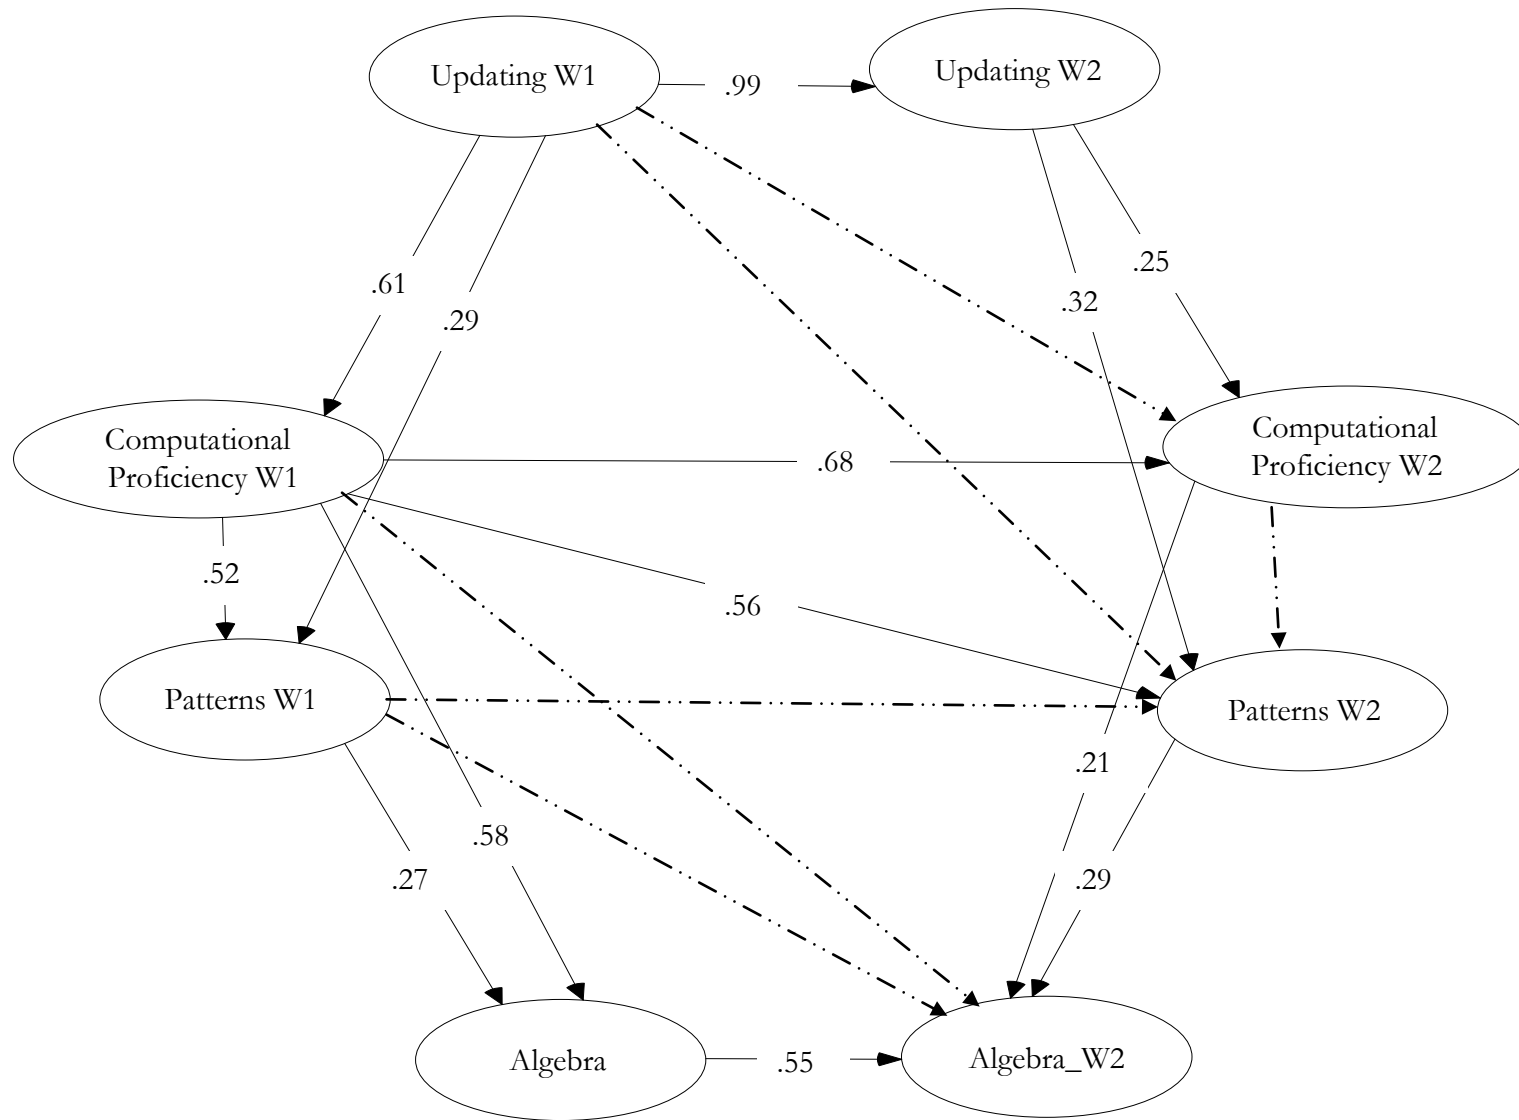 Updating W1
.99
Updating W2
.61
.29
.32
.25
Computational
Proficiency W1
.68
Computational
Proficiency W2
.52
.56
Patterns W1
Patterns W2
.27
.58
.21
.29
Algebra
.55
Algebra_W2